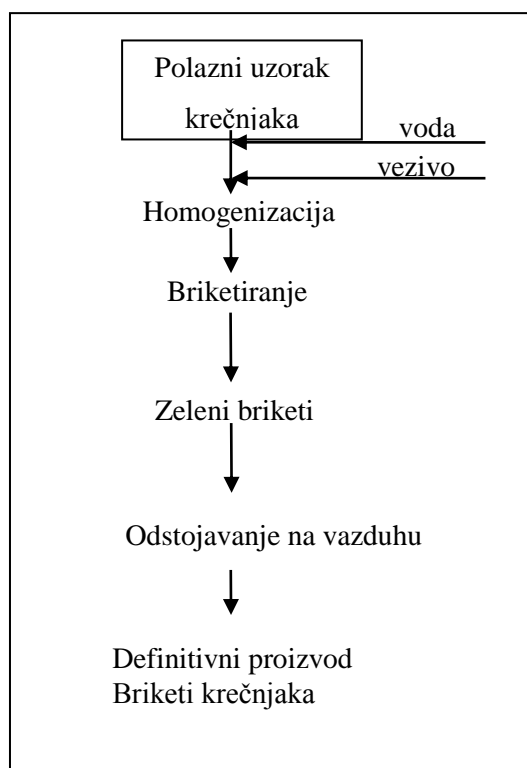 Polazni uzorak
krečnjaka
voda
vezivo
Homogenizacija
Briketiranje
Zeleni briketi
Odstojavanje na vazduhu
Definitivni proizvod
Briketi krečnjaka